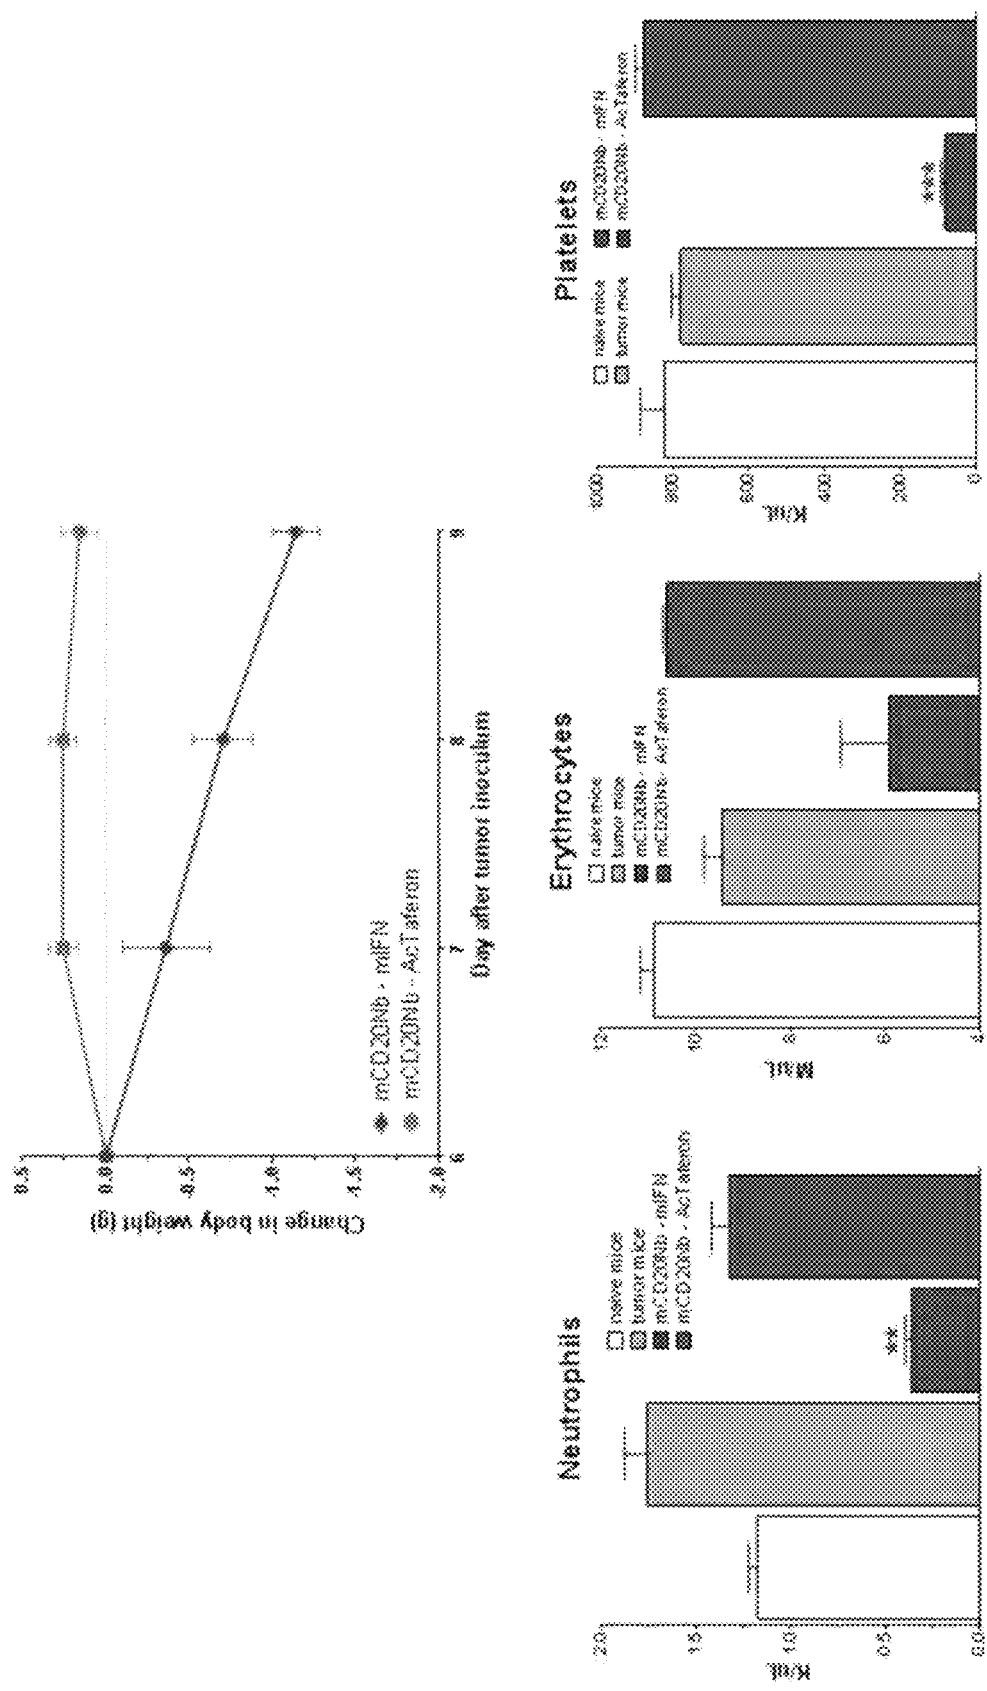 Change in body weight (g)
0.5
0.0
-0.5
-1.0
-1.5
-2.0
6
7
8
9
Day after tumor inoculum
mCD20Nb - mIFN
mCD20Nb - AcTaferon
Neutrophils
naive mice
tumor mice
mCD20Nb - mIFN
mCD20Nb - AcTaferon
K/uL
2.0
1.5
1.0
0.5
0.0
**
Erythrocytes
naive mice
tumor mice
mCD20Nb - mIFN
mCD20Nb - AcTaferon
M/uL
12
10
8
6
4
Platelets
naive mice
tumor mice
mCD20Nb - mIFN
mCD20Nb - AcTaferon
K/uL
1000
800
600
400
200
0
***